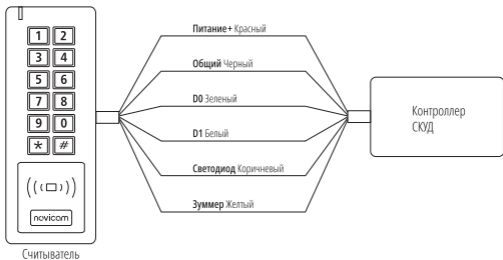 1 2
3 4
5 6
7 8
9 0
* #
novicom
Считыватель
Питание+ Красный
Общий Черный
D0 Зеленый
D1 Белый
Светодиод Коричневый
Зуммер Желтый
Контроллер
СКУД